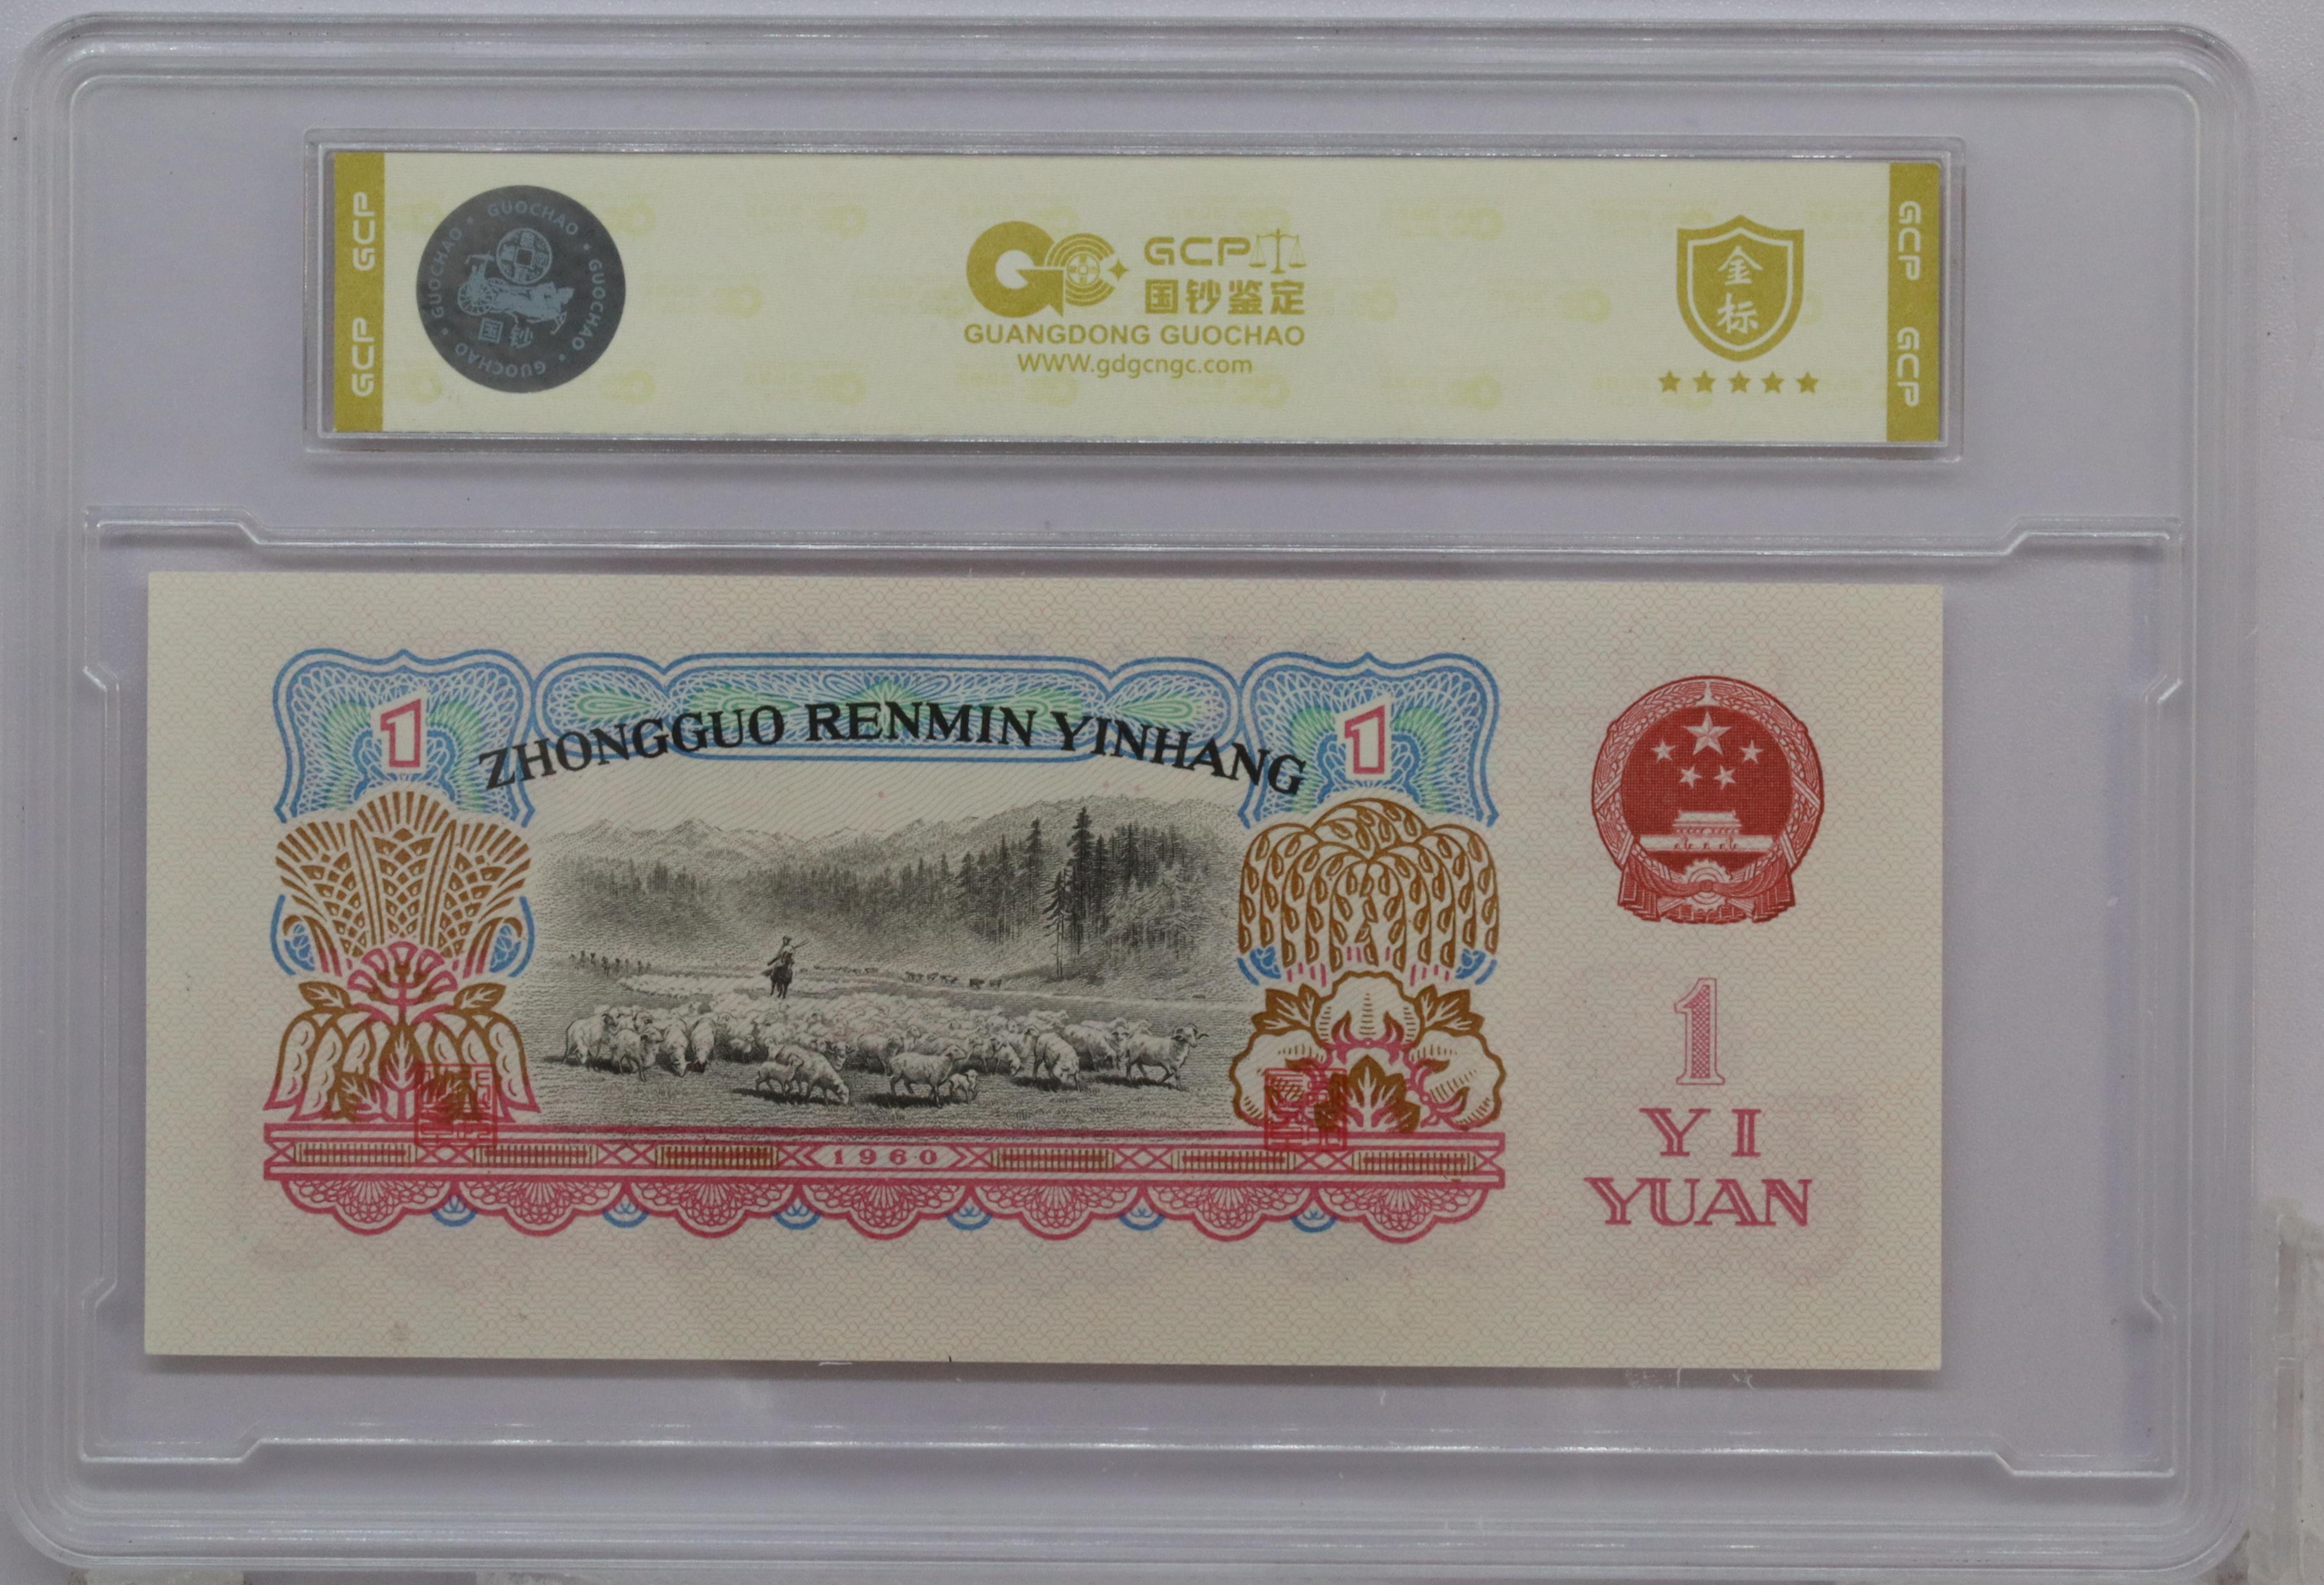 GCP GCP
GUOCHAO • GUOCHAO • GUOCHAO • GUOCHAO • GUOCHAO
国钞
GCP
国钞鉴定
GUANGDONG GUOCHAO
WWW.gdgcngc.com
金
标
GCP GCP
ZHONGGUO RENMIN YINHANG
1
1
1960
1
YI
YUAN